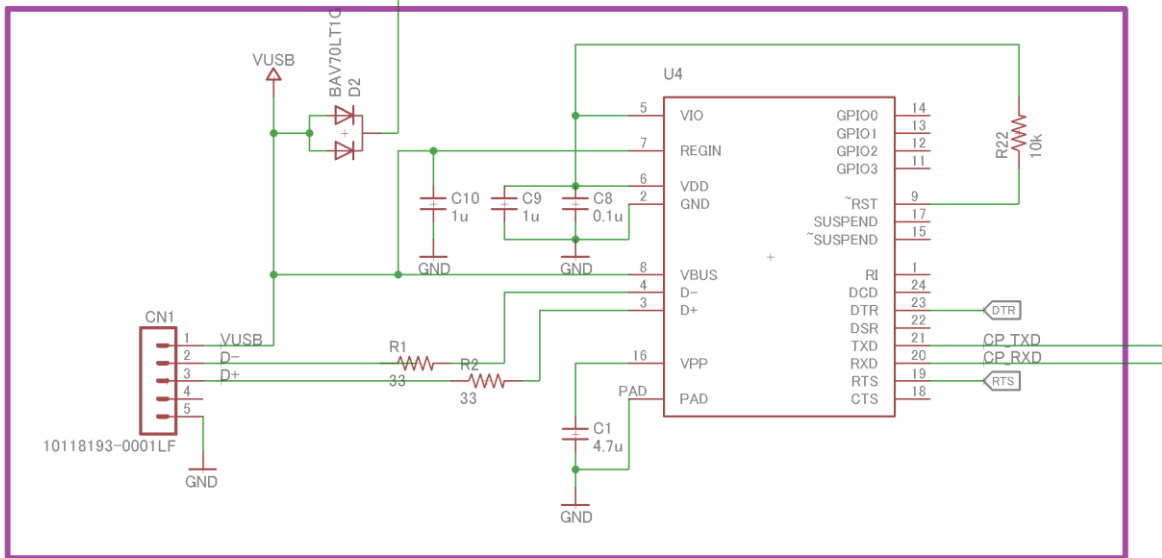 BAV70LT1G
D2
VUSB
U4
5 VIO
7 REGIN
6 VDD
2 GND
8 VBUS
4 D-
3 D+
16 VPP
PAD PAD
GPIO0 14
GPIO1 13
GPIO2 12
GPIO3 11
~RST 9
SUSPEND 17
~SUSPEND 15
RI 1
DCD 24
DTR 23
DSR 22
TXD 21
RXD 20
RTS 19
CTS 18
R22
10k
C10
1u
C9
1u
C8
0.1u
GND
GND
DTR
CP_TXD
CP_RXD
RTS
CN1
1 VUSB
2 D-
3 D+
4
5
10118193-0001LF
GND
R1
33
R2
33
C1
4.7u
GND